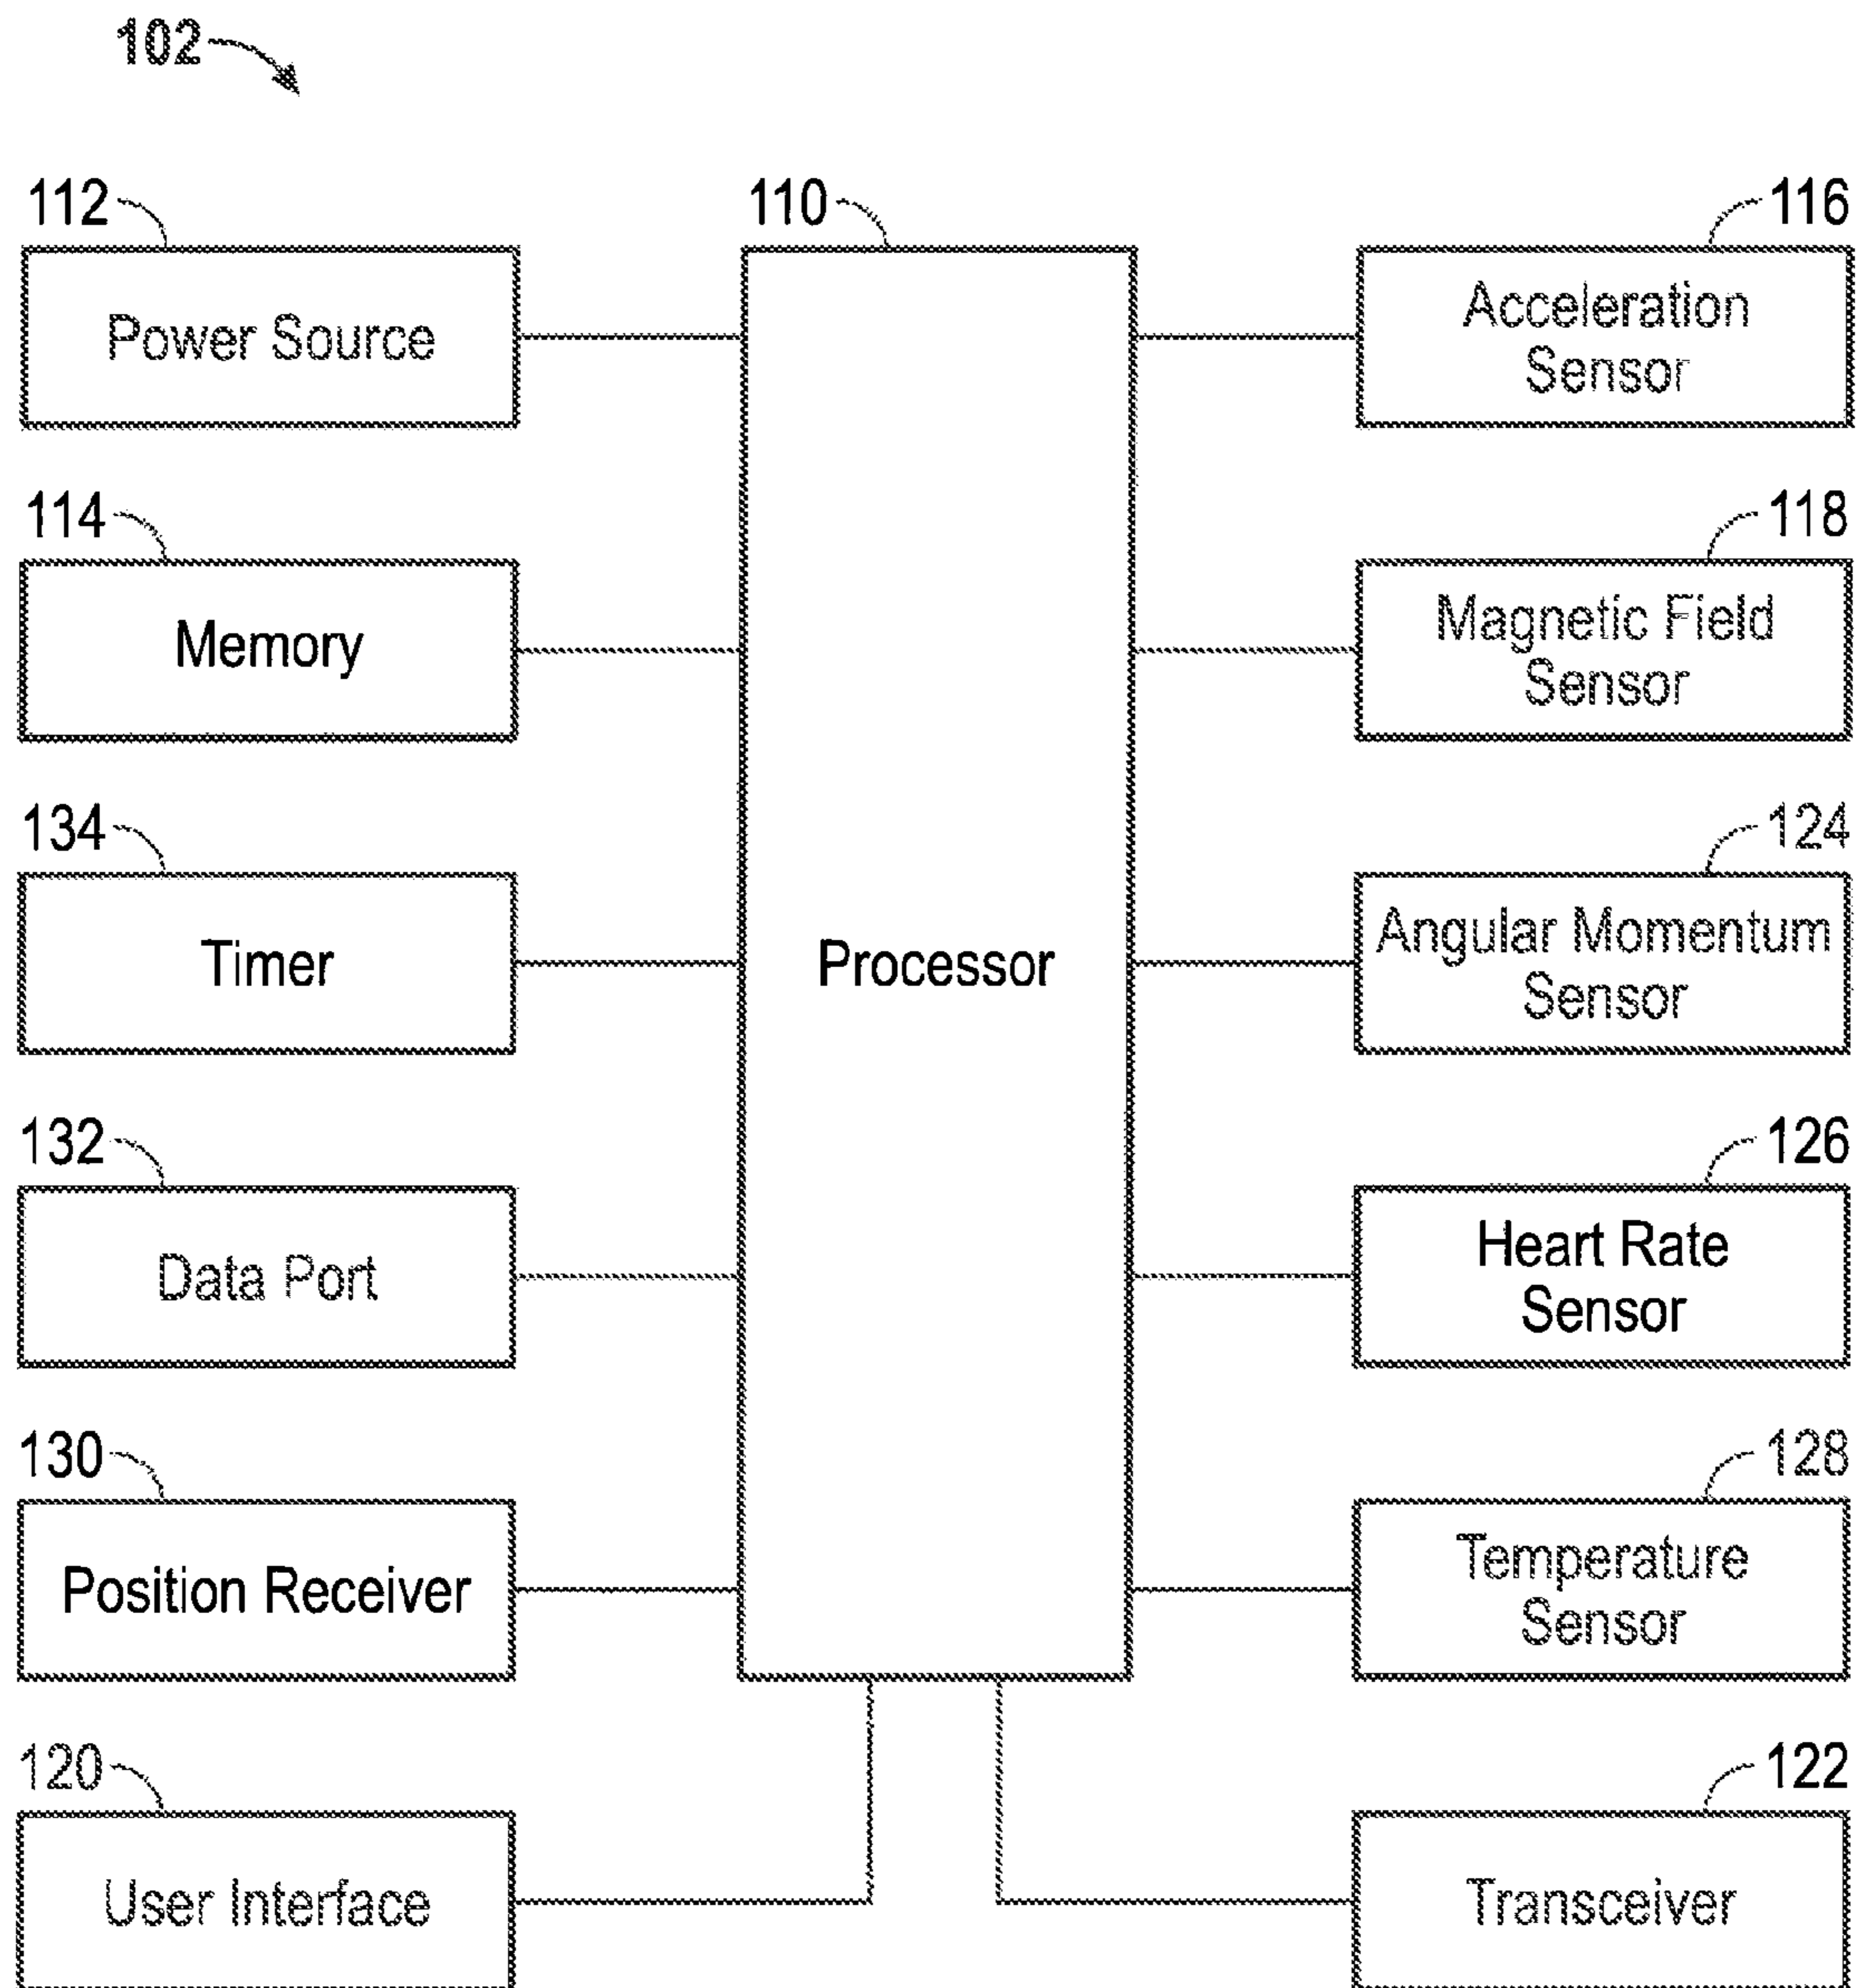 102
112
110
116
Power Source
Acceleration
Sensor
114
118
Memory
Magnetic Field
Sensor
134
124
Timer
Processor
Angular Momentum
Sensor
132
126
Data Port
Heart Rate
Sensor
130
128
Position Receiver
Temperature
Sensor
120
122
User Interface
Transceiver